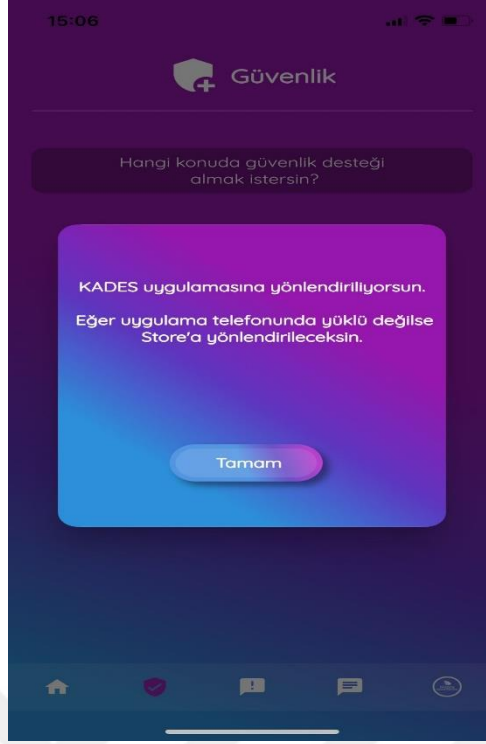 15:06
Güvenlik
Hangi konuda güvenlik desteği
almak istersin?
KADES uygulamasına yönlendiriliyorsun.
Eğer uygulama telefonunda yüklü değilse
Store'a yönlendirileceksin.
Tamam